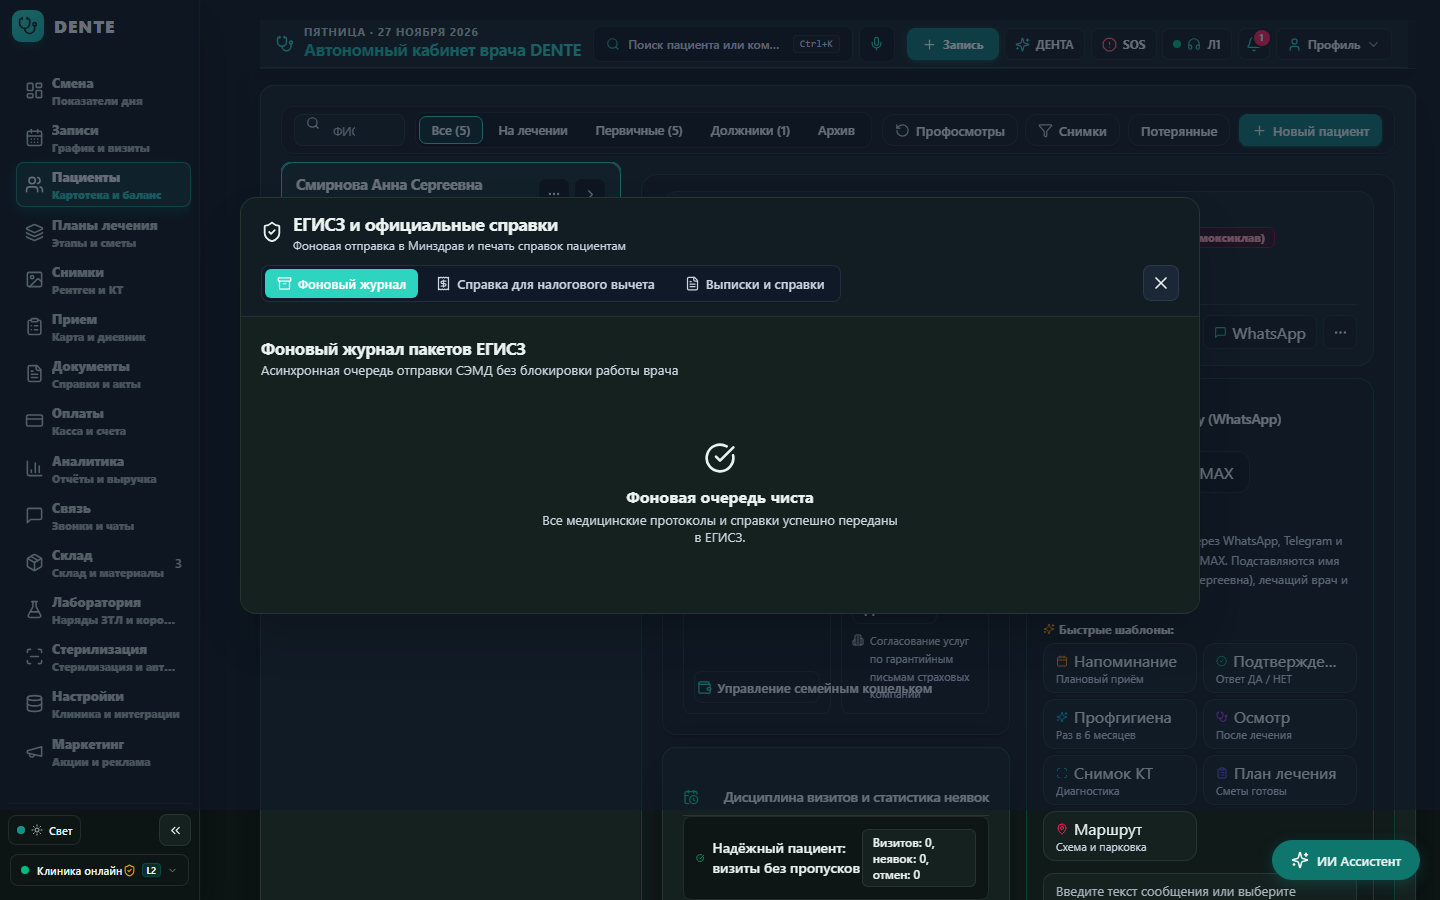 DENTE
Смена
Показатели дня
Записи
График и визиты
Пациенты
Картотека и баланс
Планы лечения
Этапы и сметы
Снимки
Рентген и КТ
Прием
Карта и дневник
Документы
Справки и акты
Оплаты
Касса и счета
Аналитика
Отчёты и выручка
Связь
Звонки и чаты
Склад
Склад и материалы
3
Лаборатория
Наряды ЗТЛ и коро...
Стерилизация
Стерилизация и авт...
Настройки
Клиника и интеграции
Маркетинг
Акции и реклама
Свет
Клиника онлайн L2
ПЯТНИЦА · 27 НОЯБРЯ 2026
Автономный кабинет врача DENTE
Поиск пациента или ком... Ctrl+K
Запись
ДЕНТА
SOS
Л1
1
Профиль
ФИС
Все (5)
На лечении
Первичные (5)
Должники (1)
Архив
Профосмотры
Снимки
Потерянные
Новый пациент
Смирнова Анна Сергеевна
моксиклав)
WhatsApp
ЕГИСЗ и официальные справки
Фоновая отправка в Минздрав и печать справок пациентам
Фоновый журнал
Справка для налогового вычета
Выписки и справки
Фоновый журнал пакетов ЕГИСЗ
Асинхронная очередь отправки СЭМД без блокировки работы врача
Фоновая очередь чиста
Все медицинские протоколы и справки успешно переданы
в ЕГИСЗ.
у (WhatsApp)
MAX
рез WhatsApp, Telegram и
MAX. Подставляются имя
ергеевна), лечащий врач и
Согласование услуг
по гарантийным
письмам страховых
компаний
Управление семейным кошельком
Дисциплина визитов и статистика неявок
Надёжный пациент:
визиты без пропусков
Визитов: 0,
неявок: 0,
отмен: 0
Быстрые шаблоны:
Напоминание
Плановый приём
Подтвержде...
Ответ ДА / НЕТ
Профгигиена
Раз в 6 месяцев
Осмотр
После лечения
Снимок КТ
Диагностика
План лечения
Сметы готовы
Маршрут
Схема и парковка
ИИ Ассистент
Введите текст сообщения или выберите